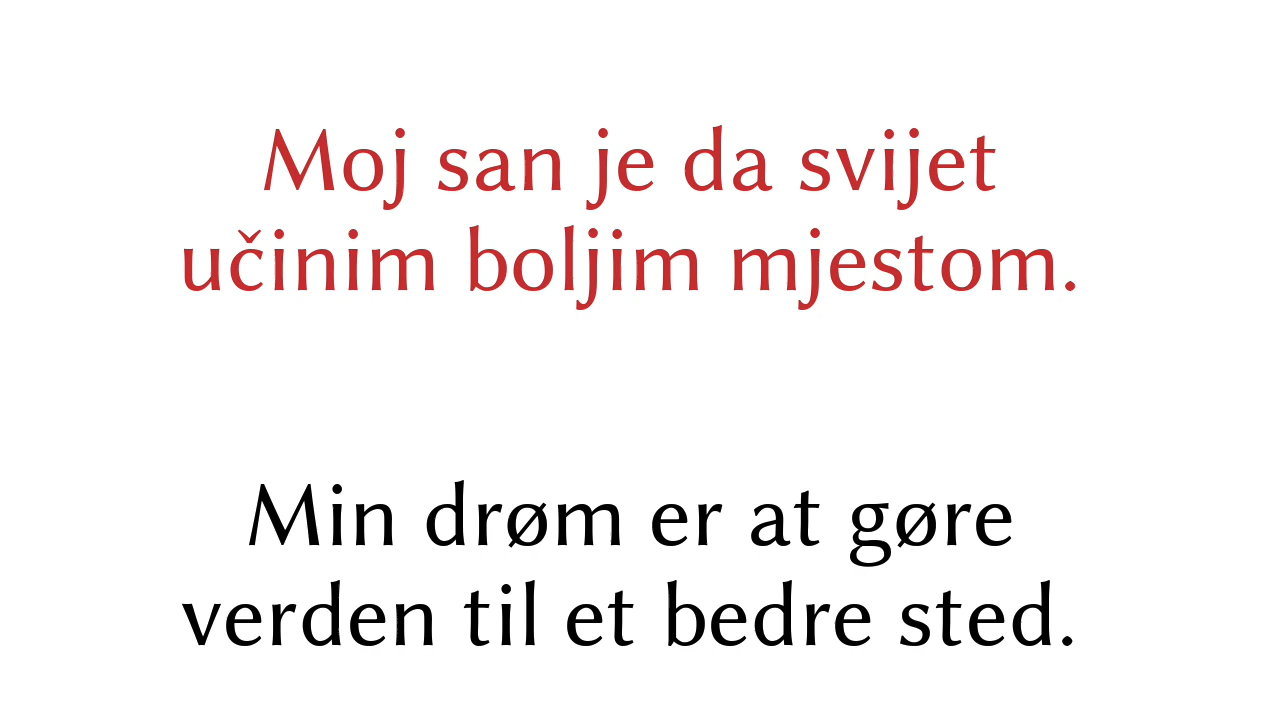 Moj san je da svijet
učinim boljim mjestom.
Min drøm er at gøre
verden til et bedre sted.